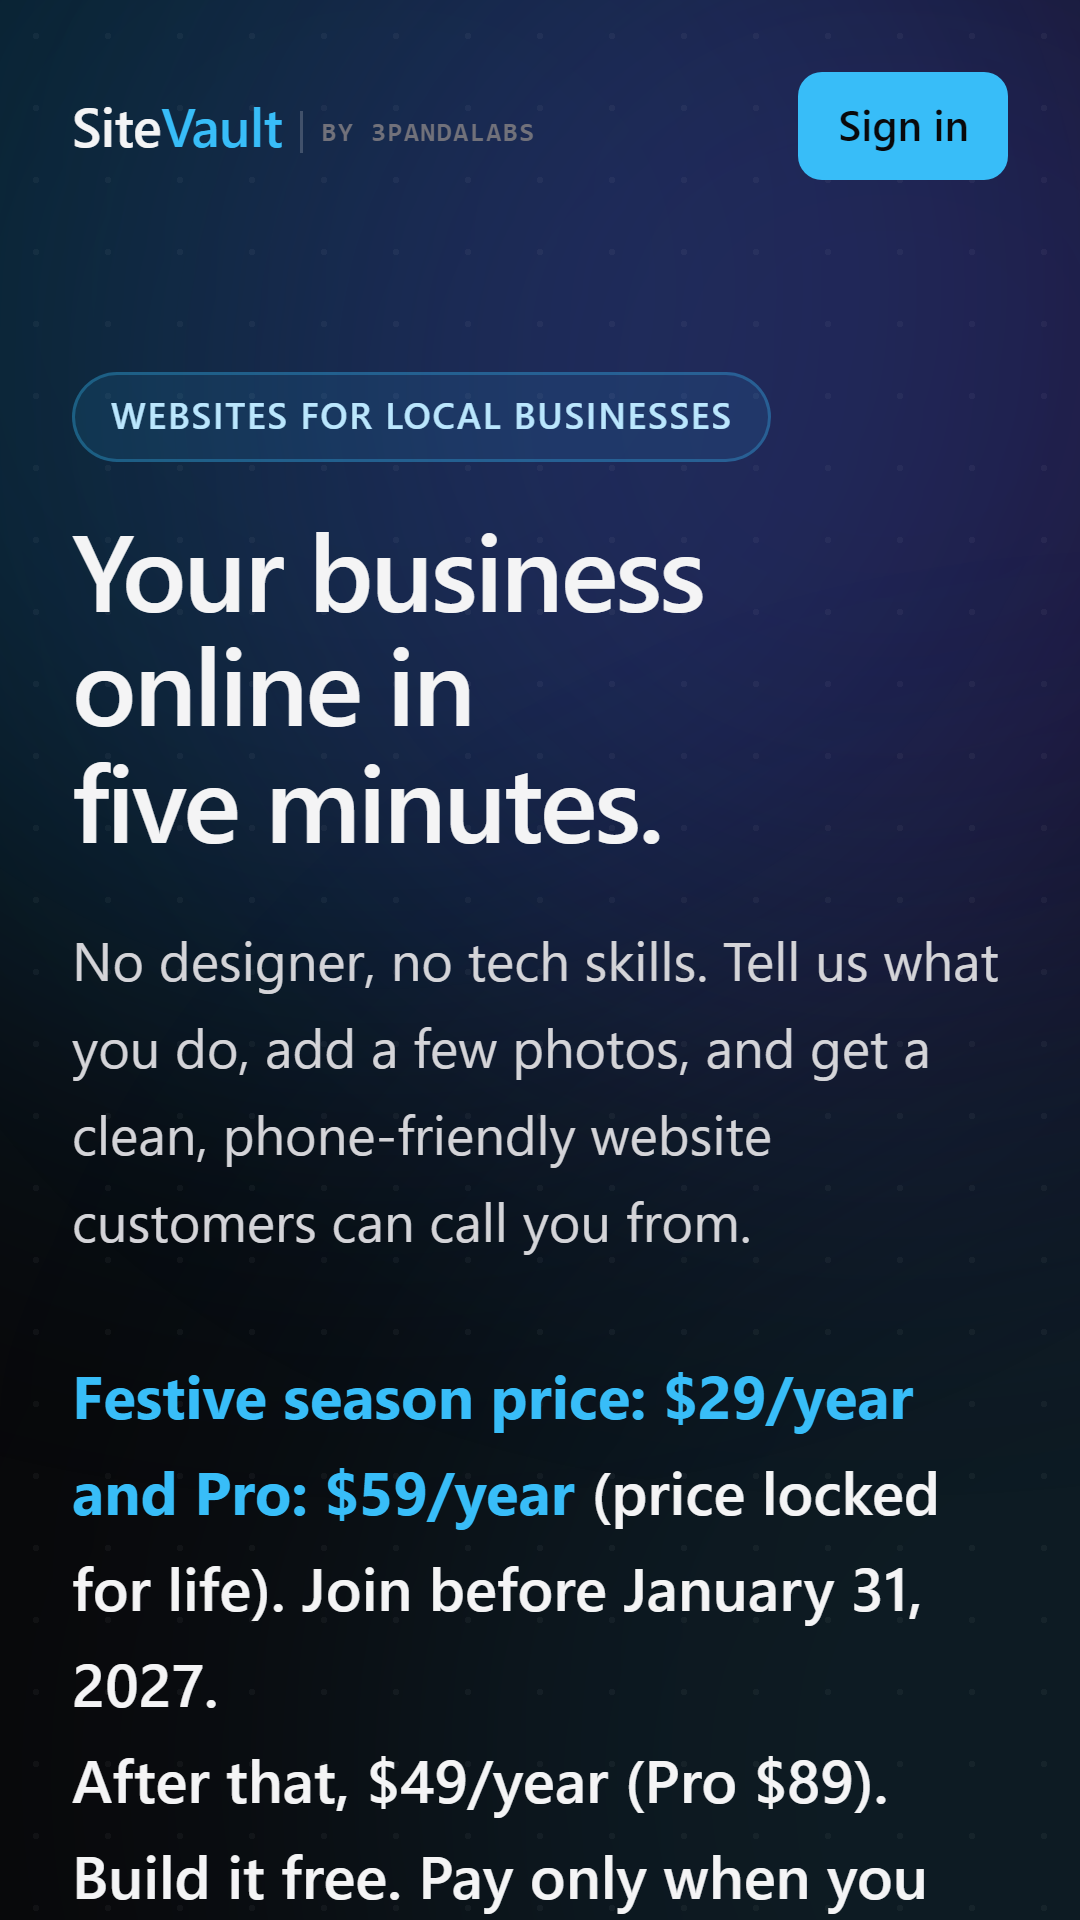 SiteVault | BY 3PANDALABS
Sign in
WEBSITES FOR LOCAL BUSINESSES
Your business
online in
five minutes.
No designer, no tech skills. Tell us what
you do, add a few photos, and get a
clean, phone-friendly website
customers can call you from.
Festive season price: $29/year
and Pro: $59/year (price locked
for life). Join before January 31,
2027.
After that, $49/year (Pro $89).
Build it free. Pay only when you